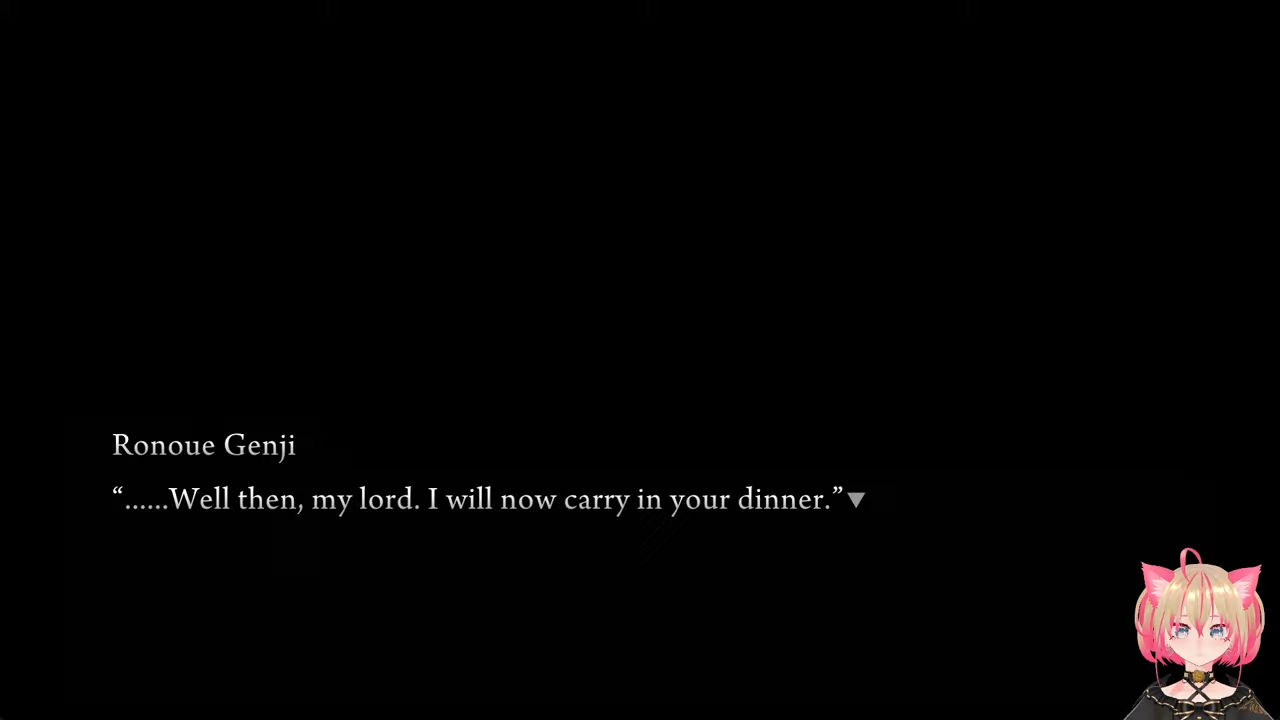 Ronoue Genji
“......Well then, my lord. I will now carry in your dinner.”